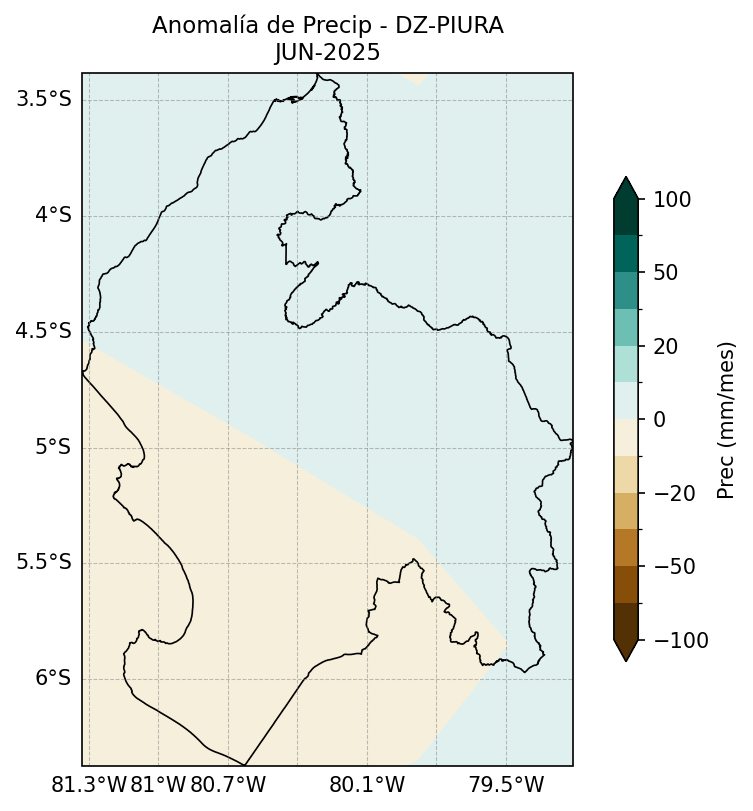 Anomalía de Precip - DZ-PIURA
JUN-2025
3.5°S
4°S
4.5°S
5°S
5.5°S
6°S
81.3°W 81°W 80.7°W 80.1°W 79.5°W
100
50
20
0
−20
−50
−100
Prec (mm/mes)